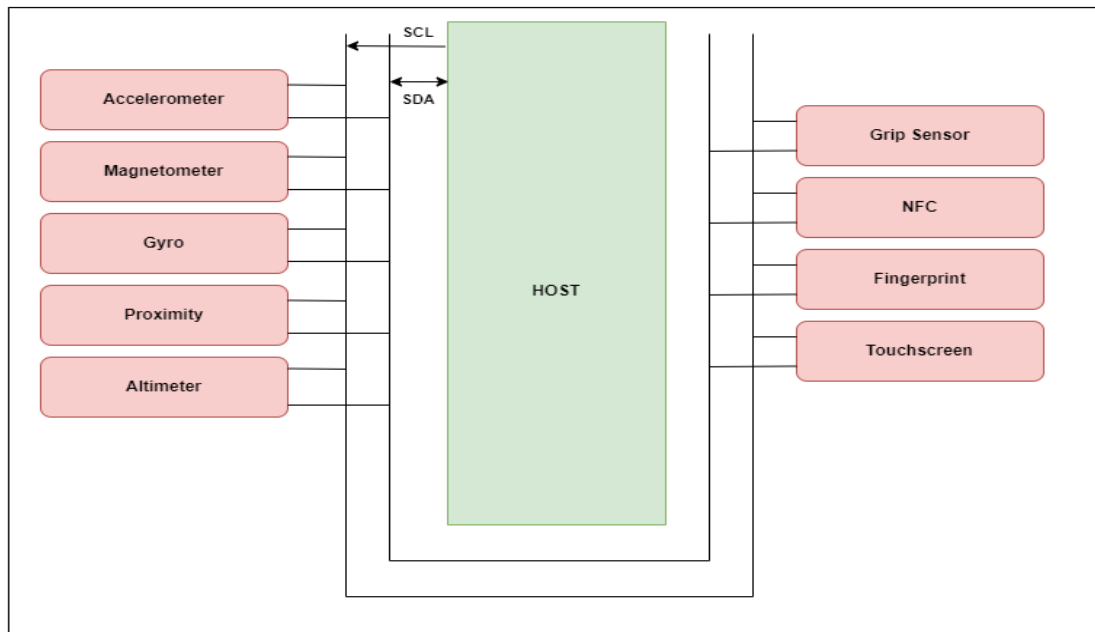 SCL
SDA
Accelerometer
Magnetometer
Gyro
Proximity
Altimeter
HOST
Grip Sensor
NFC
Fingerprint
Touchscreen